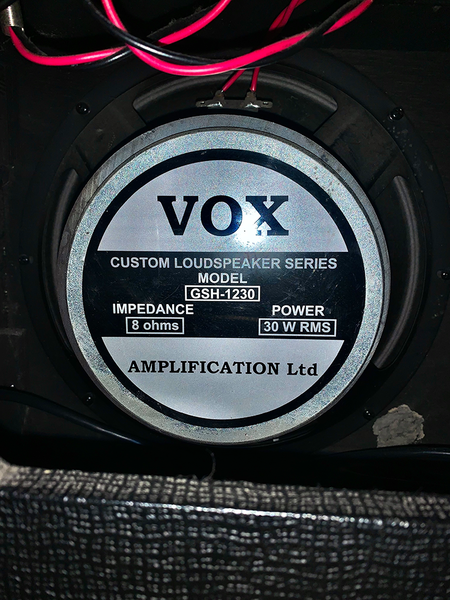 VOX
CUSTOM LOUDSPEAKER SERIES
MODEL
GSH-1230
IMPEDANCE POWER
8 ohms 30 W RMS
AMPLIFICATION Ltd